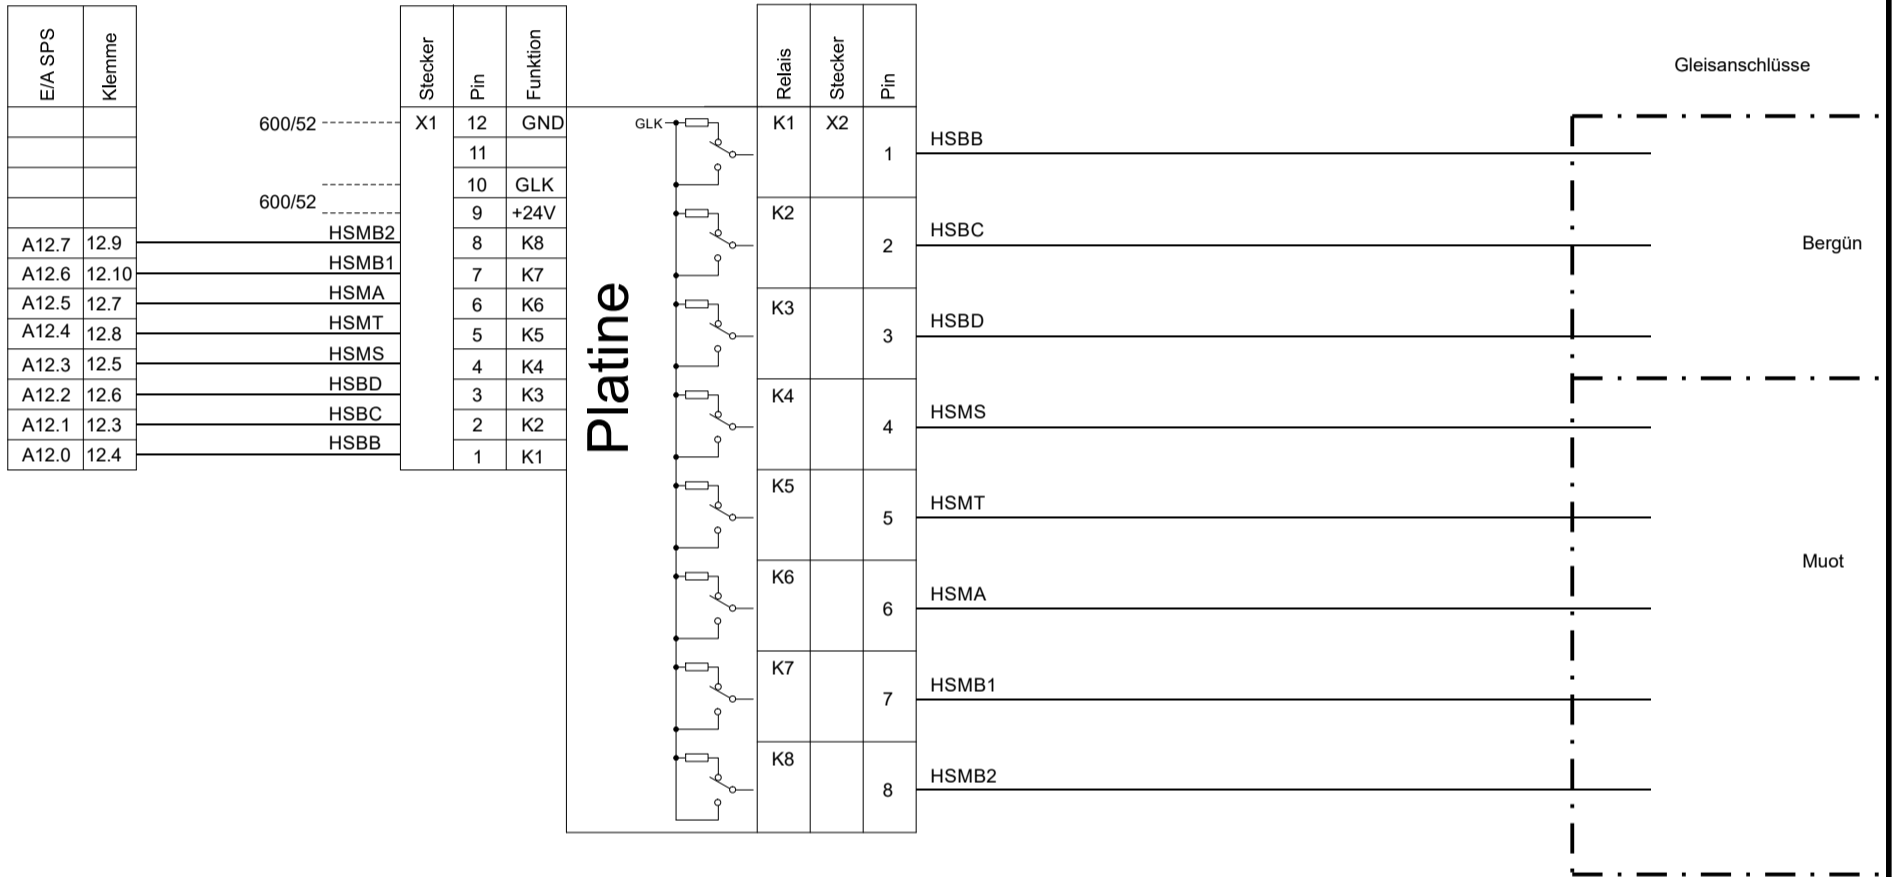 E/A SPS Klemme
Stecker Pin Funktion
Relais Stecker Pin
Gleisanschlüsse
600/52 X1 12 GND
11
10 GLK
600/52
9 +24V
A12.7 12.9 HSMB2 8 K8
A12.6 12.10 HSMB1 7 K7
A12.5 12.7 HSMA 6 K6
A12.4 12.8 HSMT 5 K5
A12.3 12.5 HSMS 4 K4
A12.2 12.6 HSBD 3 K3
A12.1 12.3 HSBC 2 K2
A12.0 12.4 HSBB 1 K1
Platine
GLK
K1 X2 1 HSBB
K2 2 HSBC
Bergün
K3 3 HSBD
K4 4 HSMS
K5 5 HSMT
Muot
K6 6 HSMA
K7 7 HSMB1
K8 8 HSMB2